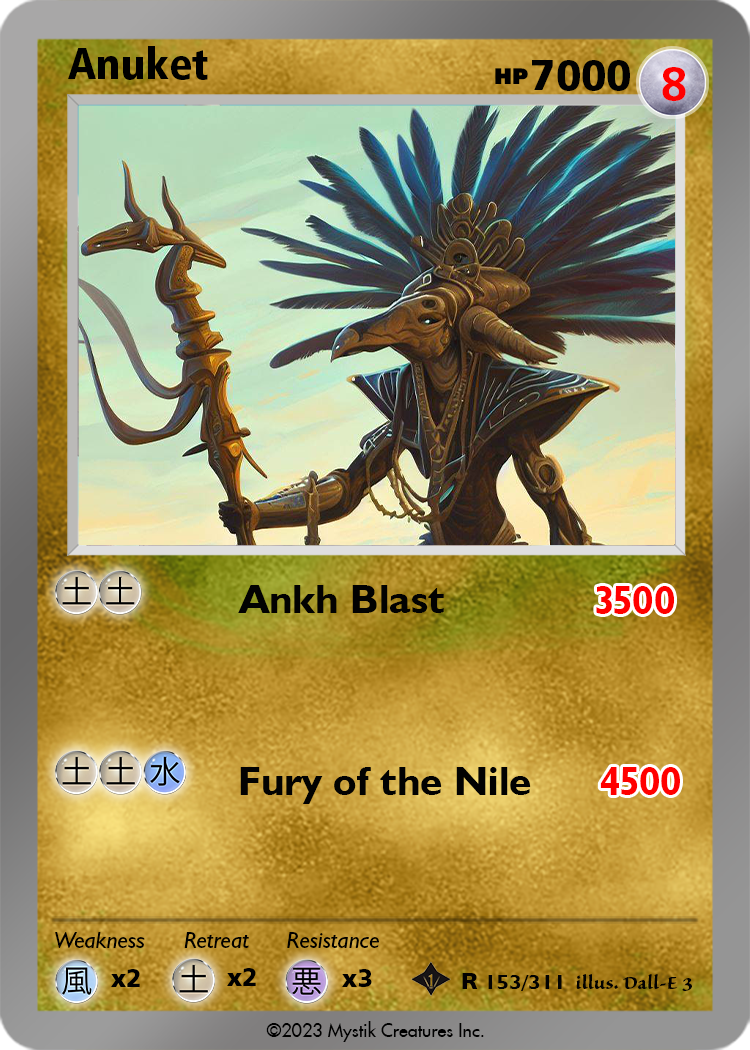 Anuket HP7000 8
土土 Ankh Blast 3500
土土水 Fury of the Nile 4500
Weakness Retreat Resistance
風 x2 土 x2 悪 x3 1 R 153/311 illus. Dall-E 3
©2023 Mystik Creatures Inc.